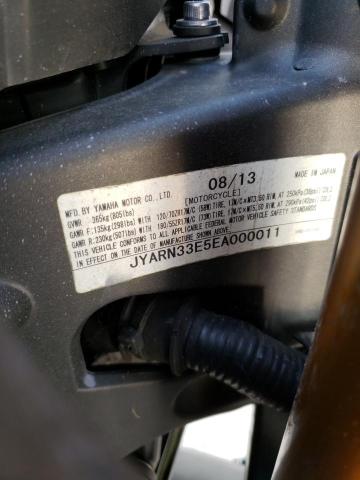 08/13
[MOTORCYCLE]
MADE IN JAPAN
MFD. BY YAMAHA MOTOR CO., LTD.
GVWR : 365kg(805lbs)
GAWR F:135kg(298lbs) WITH 120/70ZR17M/C (58W) TIRE, 17M/C x MT3.50 RIM, AT 250kPa(36psi) COLD
GAWR R:230kg(507lbs) WITH 180/55ZR17M/C (73W) TIRE, 17M/C x MT5.50 RIM, AT 290kPa(42psi) COLD
THIS VEHICLE CONFORMS TO ALL APPLICABLE FEDERAL MOTOR VEHICLE SAFETY STANDARDS
IN EFFECT ON THE DATE OF MANUFACTURE SHOWN ABOVE.
JYARN33E5EA000011